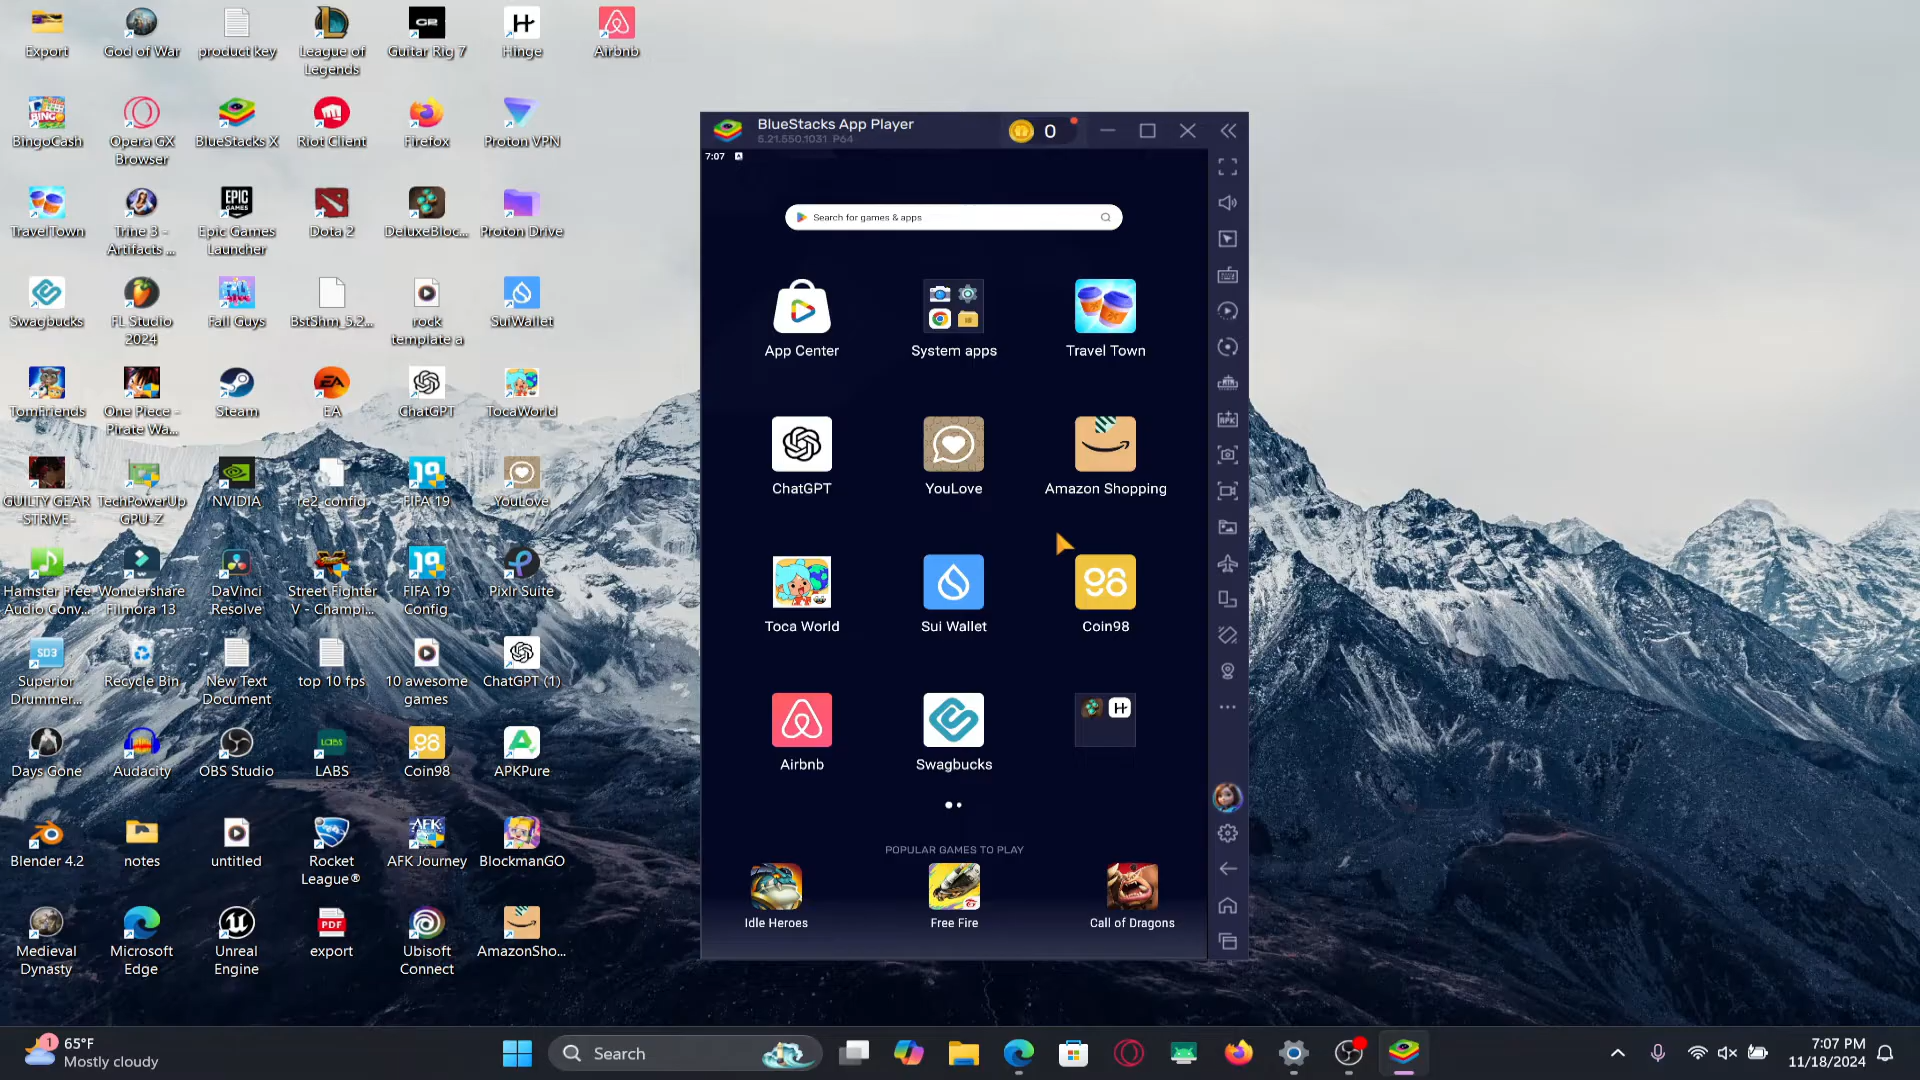 Export
God of War
product key
League of
Legends
Guitar Rig 7
Hinge
Airbnb
BingoCash
Opera GX
Browser
BlueStacks X
Riot Client
Firefox
Proton VPN
TravelTown
Trine 3 -
Artifacts ...
Epic Games
Launcher
Dota 2
DeluxeBloc...
Proton Drive
Swagbucks
FL Studio
2024
Fall Guys
BstShm_5.2...
rock
template a
SuiWallet
TomFriends
One Piece -
Pirate Wa...
Steam
EA
ChatGPT
TocaWorld
GUILTY GEAR
-STRIVE-
TechPowerUp
GPU-Z
NVIDIA
re2_config
FIFA 19
YouLove
Hamster Free
Audio Conv...
Wondershare
Filmora 13
DaVinci
Resolve
Street Fighter
V - Champi...
FIFA 19
Config
Pixlr Suite
Superior
Drummer...
Recycle Bin
New Text
Document
top 10 fps
10 awesome
games
ChatGPT (1)
Days Gone
Audacity
OBS Studio
LABS
Coin98
APKPure
Blender 4.2
notes
untitled
Rocket
League®
AFK Journey
BlockmanGO
Medieval
Dynasty
Microsoft
Edge
Unreal
Engine
export
Ubisoft
Connect
AmazonSho...
BlueStacks App Player
5.21.550.1031 P64
0
7:07
Search for games & apps
App Center
System apps
Travel Town
ChatGPT
YouLove
Amazon Shopping
Toca World
Sui Wallet
Coin98
Airbnb
Swagbucks
POPULAR GAMES TO PLAY
Idle Heroes
Free Fire
Call of Dragons
1
65°F
Mostly cloudy
Search
7:07 PM
11/18/2024